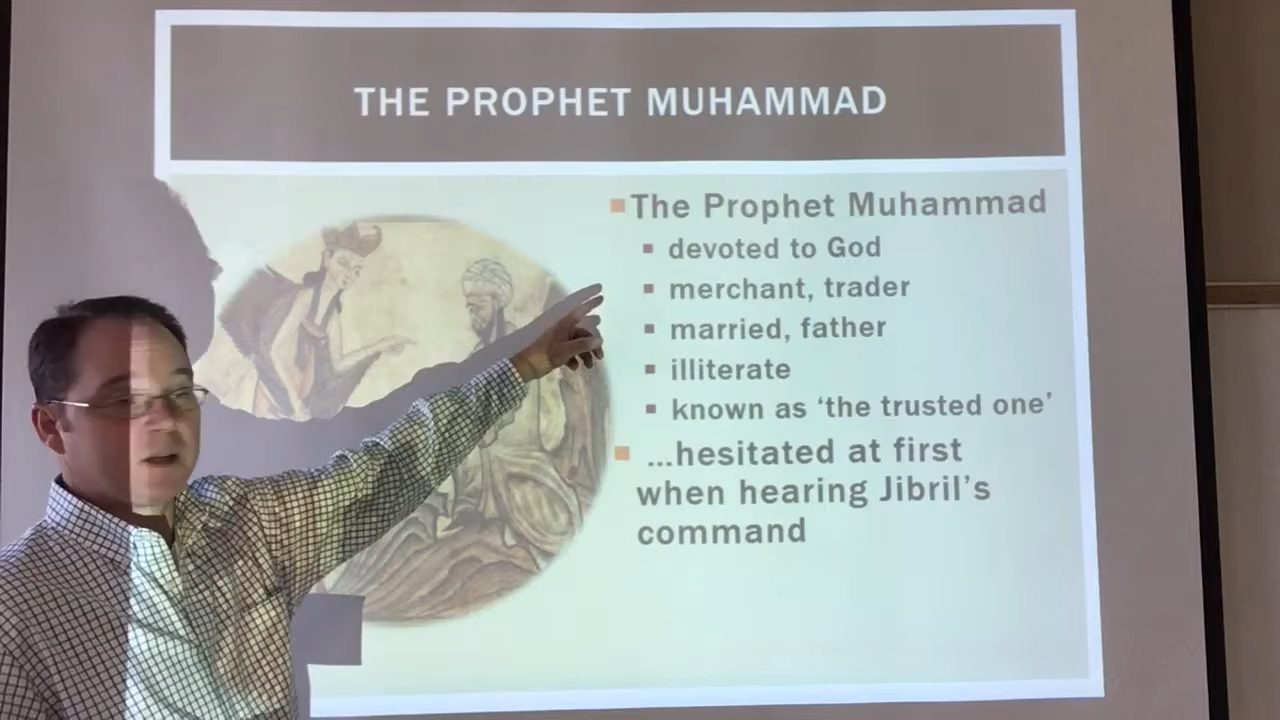 THE PROPHET MUHAMMAD
The Prophet Muhammad
devoted to God
merchant, trader
married, father
illiterate
known as ‘the trusted one’
...hesitated at first
when hearing Jibril’s
command